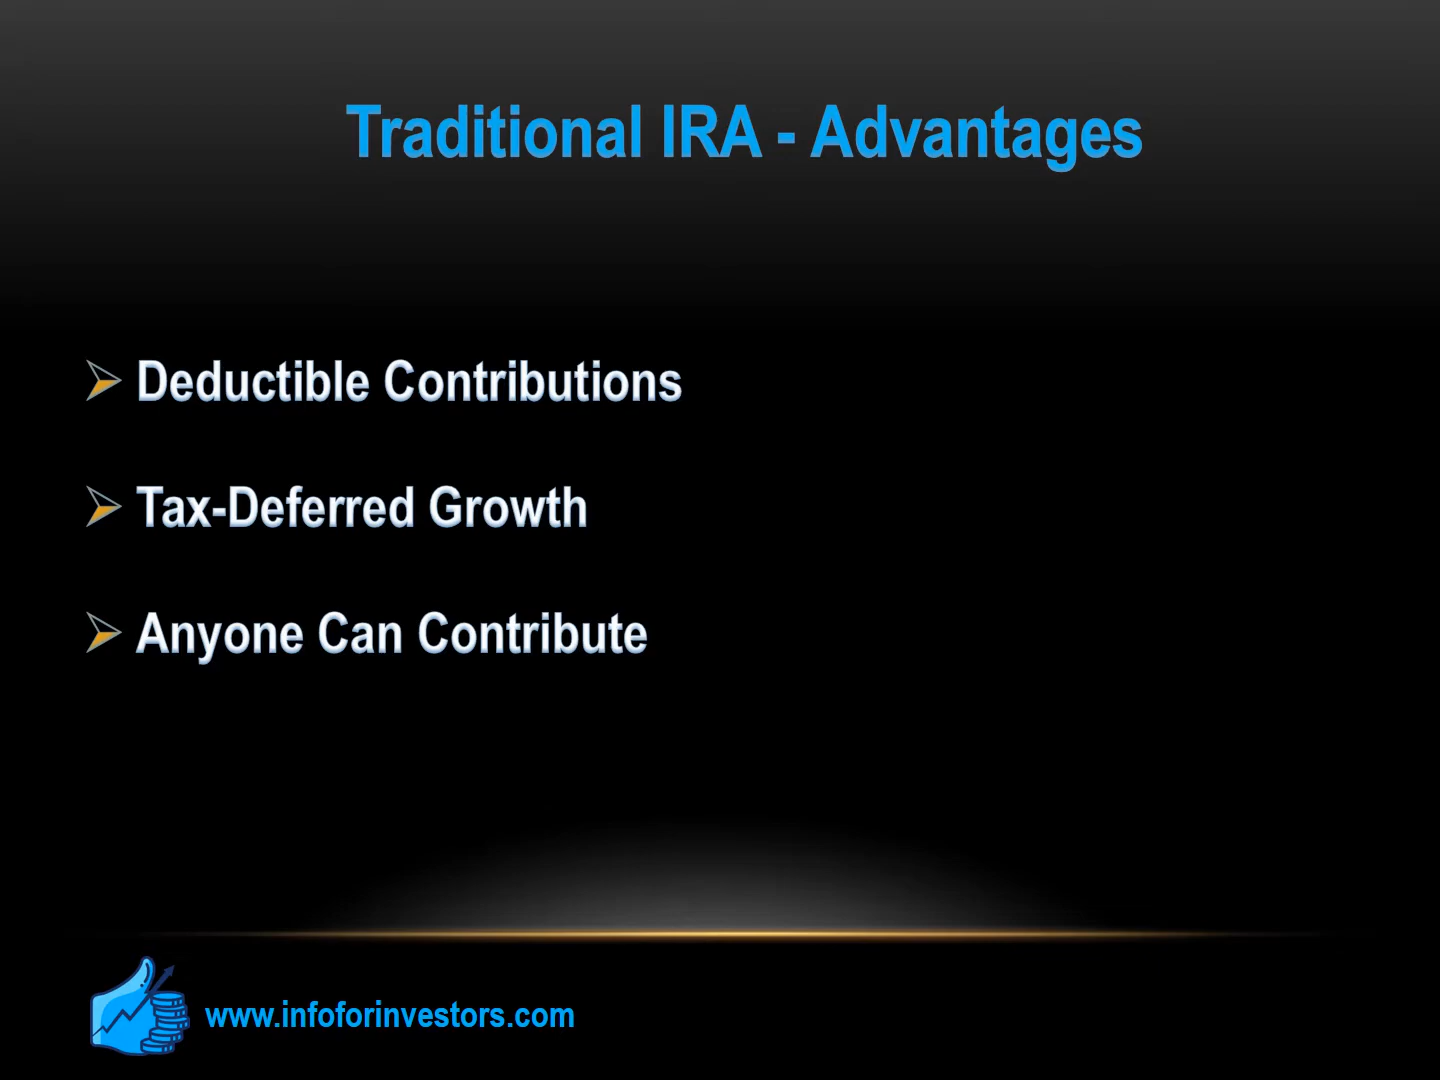 Traditional IRA - Advantages
Deductible Contributions
Tax-Deferred Growth
Anyone Can Contribute
www.infoforinvestors.com